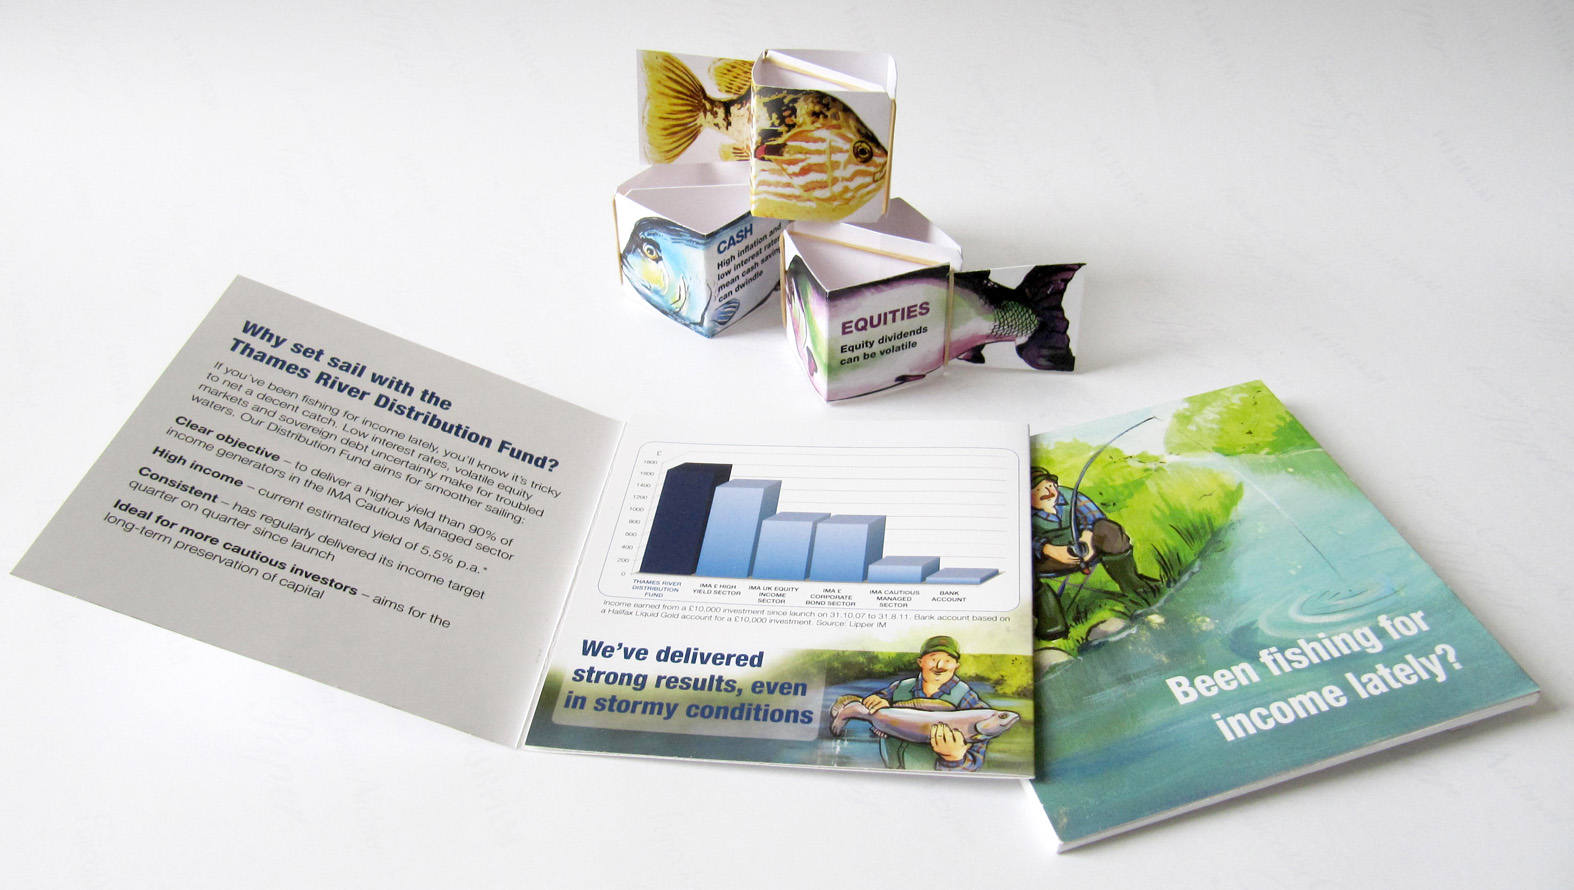 CASH
High inflation and
low interest rates
mean cash savings
can dwindle
EQUITIES
Equity dividends
can be volatile
Why set sail with the
Thames River Distribution Fund?
If you've been fishing for income lately, you'll know it's tricky
to net a decent catch. Low interest rates, volatile equity
markets and sovereign debt uncertainty make for troubled
waters. Our Distribution Fund aims for smoother sailing:
Clear objective – to deliver a higher yield than 90% of
income generators in the IMA Cautious Managed sector
High income – current estimated yield of 5.5% p.a.*
Consistent – has regularly delivered its income target
quarter on quarter since launch
Ideal for more cautious investors – aims for the
long-term preservation of capital
£
1800
1600
1400
1200
1000
800
600
400
200
0
THAMES RIVER
DISTRIBUTION
FUND
IMA £ HIGH
YIELD SECTOR
IMA UK EQUITY
INCOME
SECTOR
IMA £
CORPORATE
BOND SECTOR
IMA CAUTIOUS
MANAGED
SECTOR
BANK
ACCOUNT
Income earned from a £10,000 investment since launch on 31.10.07 to 31.8.11. Bank account based on
a Halifax Liquid Gold account for a £10,000 investment. Source: Lipper IM
We've delivered
strong results, even
in stormy conditions
Been fishing for
income lately?